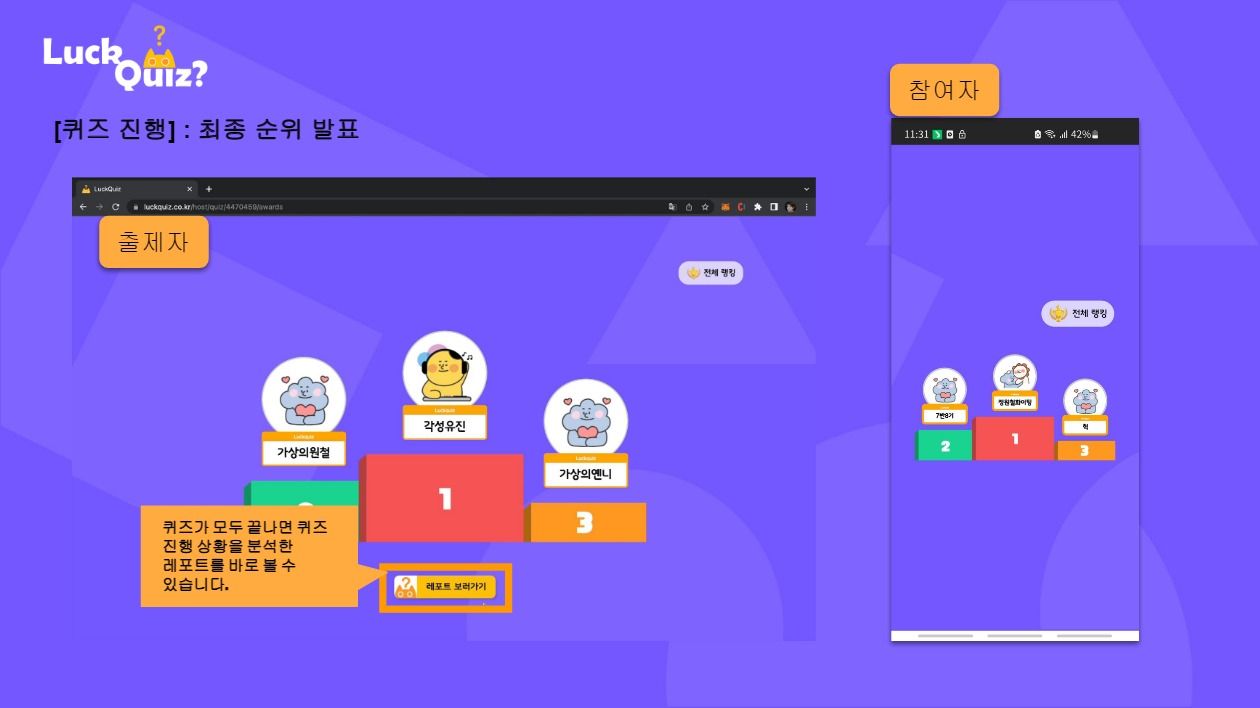 Luck
Quiz?
[퀴즈 진행] : 최종 순위 발표
LuckQuiz
luckquiz.co.kr/host/quiz/4470459/awards
출제자
전체 랭킹
각성유진
가상의원철
가상의옌니
1
3
퀴즈가 모두 끝나면 퀴즈
진행 상황을 분석한
레포트를 바로 볼 수
있습니다.
레포트 보러가기
참여자
11:31
42%
전체 랭킹
정원철화이팅
7번8기
혁
2
1
3